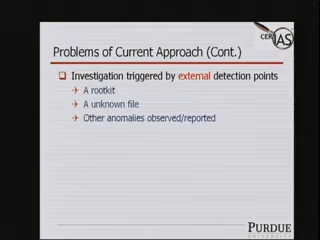 CERIAS
Problems of Current Approach (Cont.)
Investigation triggered by external detection points
A rootkit
A unknown file
Other anomalies observed/reported
PURDUE
UNIVERSITY